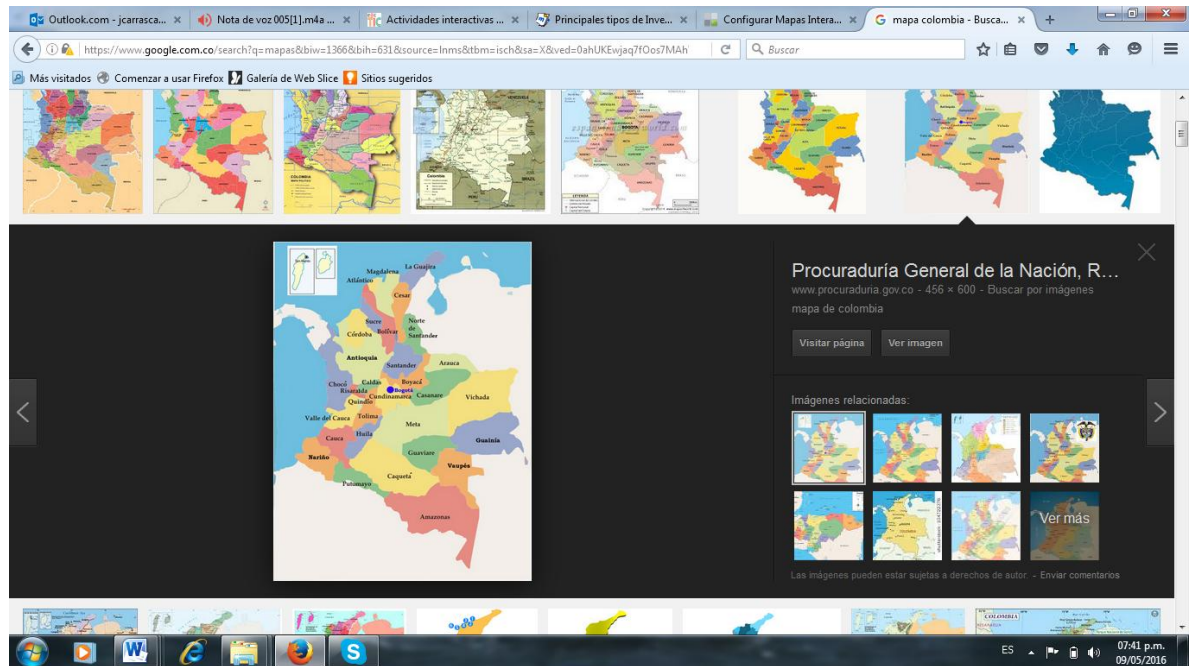 Outlook.com - jcarrasca...
Nota de voz 005[1].m4a ...
Actividades interactivas ...
Principales tipos de Inve...
Configurar Mapas Intera...
mapa colombia - Busca...
https://www.google.com.co/search?q=mapas&biw=1366&bih=631&source=lnms&tbm=isch&sa=X&ved=0ahUKEwjaq7fOos7MAh
Buscar
Más visitados
Comenzar a usar Firefox
Galería de Web Slice
Sitios sugeridos
La Guajira
Magdalena
Atlántico
Cesar
Sucre
Norte
de
Santander
Bolívar
Córdoba
Antioquia
Santander
Arauca
Chocó
Caldas
Boyacá
Risaralda
Bogotá
Cundinamarca
Casanare
Vichada
Quindío
Valle del Cauca
Tolima
Meta
Cauca
Huila
Guainía
Nariño
Guaviare
Vaupés
Caquetá
Putumayo
Amazonas
Procuraduría General de la Nación, R...
www.procuraduria.gov.co - 456 × 600 - Buscar por imágenes
mapa de colombia
Visitar página
Ver imagen
Imágenes relacionadas:
Ver más
Las imágenes pueden estar sujetas a derechos de autor. - Enviar comentarios
COLOMBIA
ES
07:41 p.m.
09/05/2016